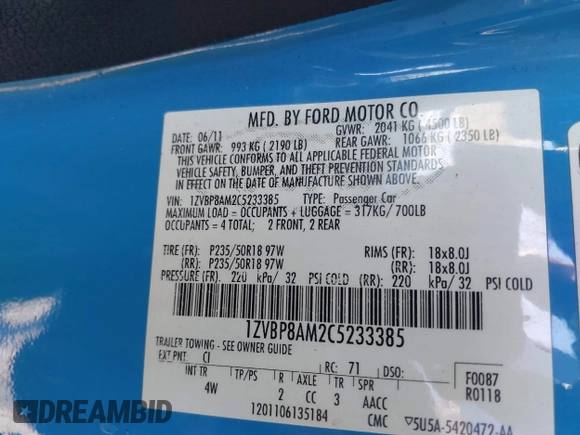 MFD. BY FORD MOTOR CO.
DATE: 06/11 GVWR: 2041 KG ( 4500 LB)
FRONT GAWR: 993 KG ( 2190 LB) REAR GAWR: 1066 KG ( 2350 LB)
THIS VEHICLE CONFORMS TO ALL APPLICABLE FEDERAL MOTOR
VEHICLE SAFETY, BUMPER, AND THEFT PREVENTION STANDARDS
IN EFFECT ON THE DATE OF MANUFACTURE SHOWN ABOVE.
VIN: 1ZVBP8AM2C5233385 TYPE: Passenger Car
MAXIMUM LOAD = OCCUPANTS + LUGGAGE = 317KG/700LB
OCCUPANTS = 4 TOTAL; 2 FRONT, 2 REAR
TIRE (FR): P235/50R18 97W RIMS (FR): 18x8.0J
(RR): P235/50R18 97W (RR): 18x8.0J
PRESSURE (FR): 220 kPa/ 32 PSI COLD (RR): 220 kPa/ 32 PSI COLD
1ZVBP8AM2C5233385
TRAILER TOWING - SEE OWNER GUIDE
EXT PNT: CI RC: 71 DSO: F0087
INT TR TP/PS R AXLE TR SPR R0118
4W 2 CC 3 AACC
1201106135184 CMC 5U5A-5420472-AA
DREAMBID